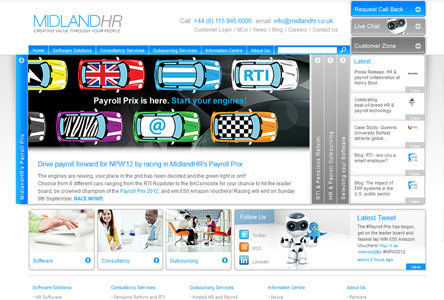 MIDLANDHR
CREATING VALUE THROUGH YOUR PEOPLE
Call: +44 (0) 115 945 6000 email: info@midlandhr.co.uk
Customer Login / MCA / News / Blog / Careers / Contact Us
Request Call Back
Live Chat
Customer Zone
Home
Software Solutions
Consultancy Services
Outsourcing Services
Information Centre
About Us
MidlandHR's Payroll Prix
RTI
@
Payroll Prix is here. Start your engines!
Drive payroll forward for NPW12 by racing in MidlandHR's Payroll Prix
The engines are rewing, your place in the grid has been decided and the green light is on!!
Choose from 8 different cars ranging from the RTI Roadster to the BACsmobile for your chance to hit the leader
board, be crowned champion of the Payroll Prix 2012, and win £50 Amazon Vouchers! Racing will end on Sunday
9th September. RACE NOW!!
RTI & Pensions Reform
HR & Payroll Outsourcing
Selecting your Software
Latest...
Press Release: HR &
payroll collaboration at
Henry Boot
Celebrating
best-of-breed HR &
payroll technology
Case Study: Queens
University Belfast
attracts global...
Blog: RTI - are you a
smart employer?
Blog: The impact of
ERP systems in the
U.S. public sector
Software
Consultancy
Outsourcing
Follow Us
Twitter
RSS
LinkedIn
Latest Tweet
The #Payroll Prix has begun,
get on the leader board and
fastest lap WIN £50 Amazon
Vouchers!
#NPW2012
about 2 hours ago
view
Software Solutions
HR Software
Consultancy Services
Pensions Reform and RTI
Outsourcing Services
Hosted HR and Payroll
Information Centre
News
About Us
Partners